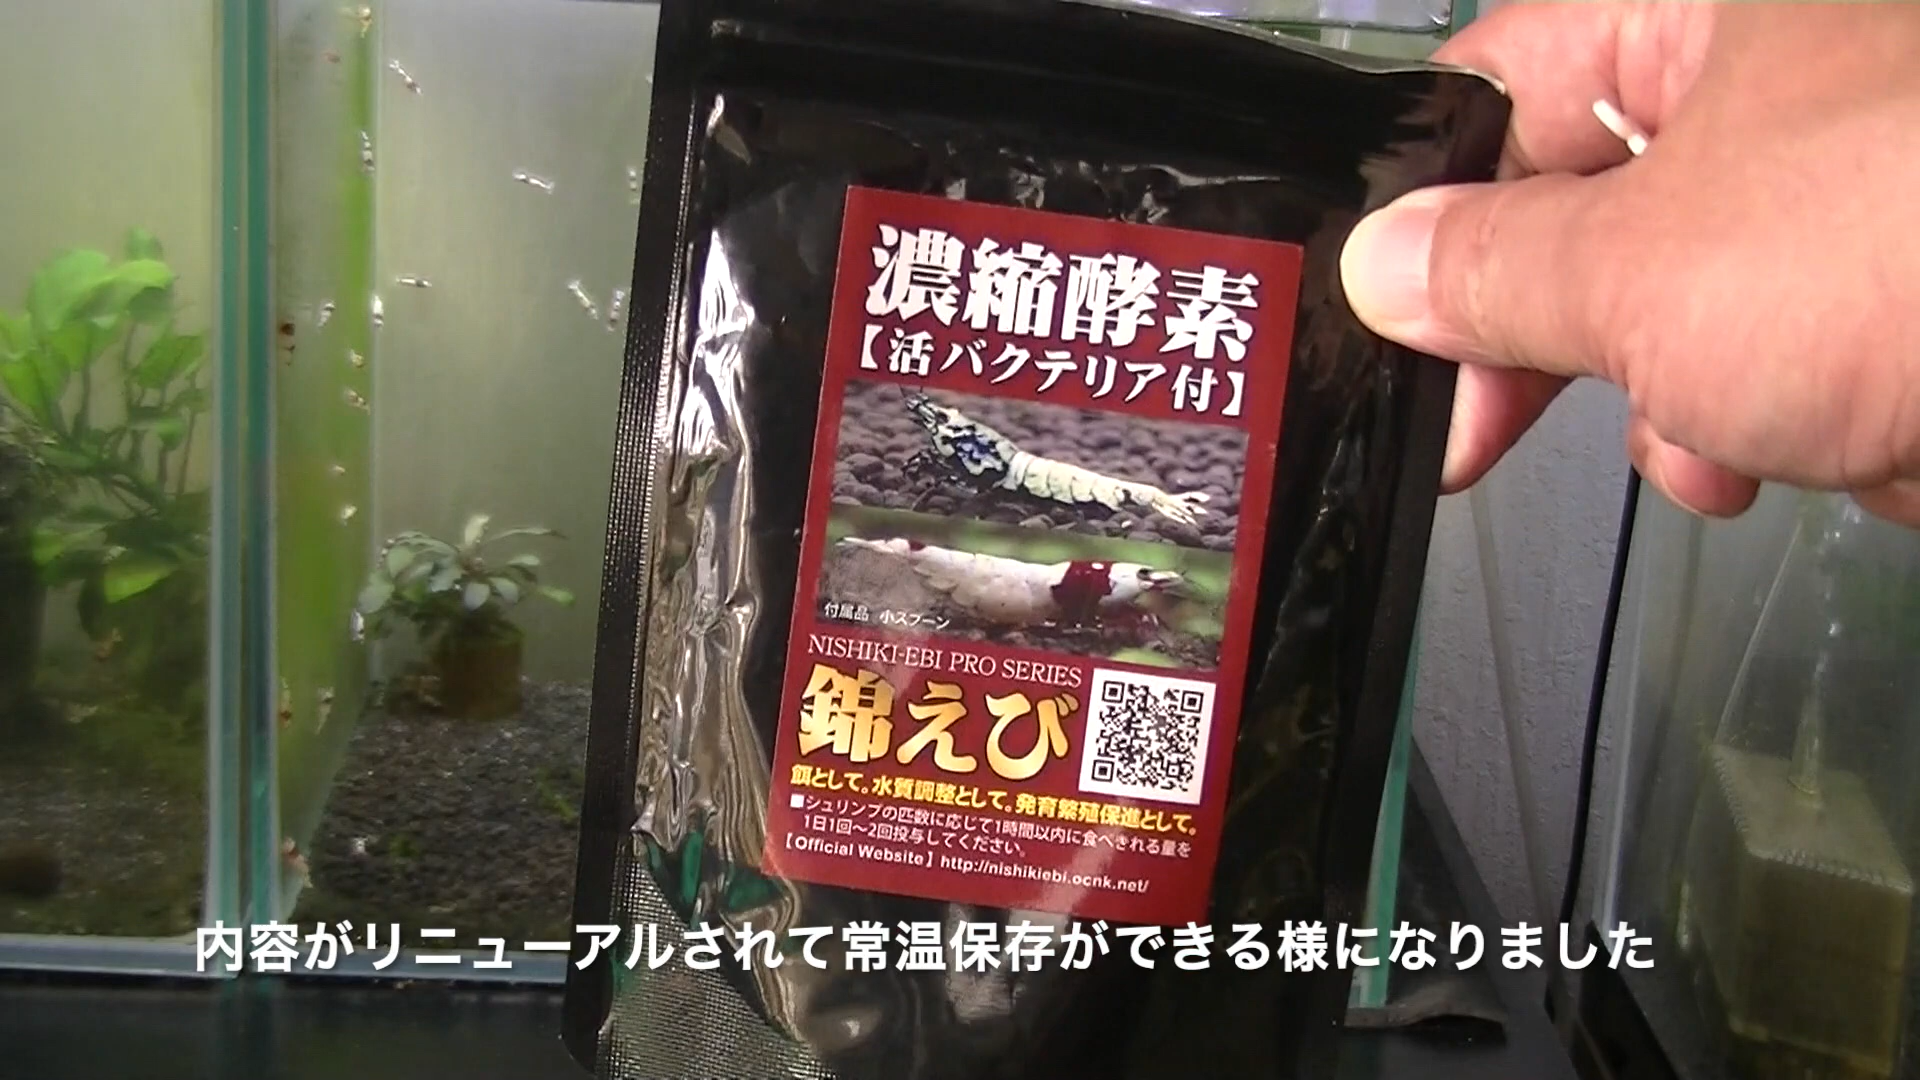 濃縮酵素
【活バクテリア付】
付属品 小スプーン
NISHIKI-EBI PRO SERIES
錦えび
餌として。水質調整として。発育繁殖保進として。
■シュリンプの匹数に応じて1時間以内に食べきれる量を
1日1回〜2回投与してください。
【Official Website】http://nishikiebi.ocnk.net/
内容がリニューアルされて常温保存ができる様になりました